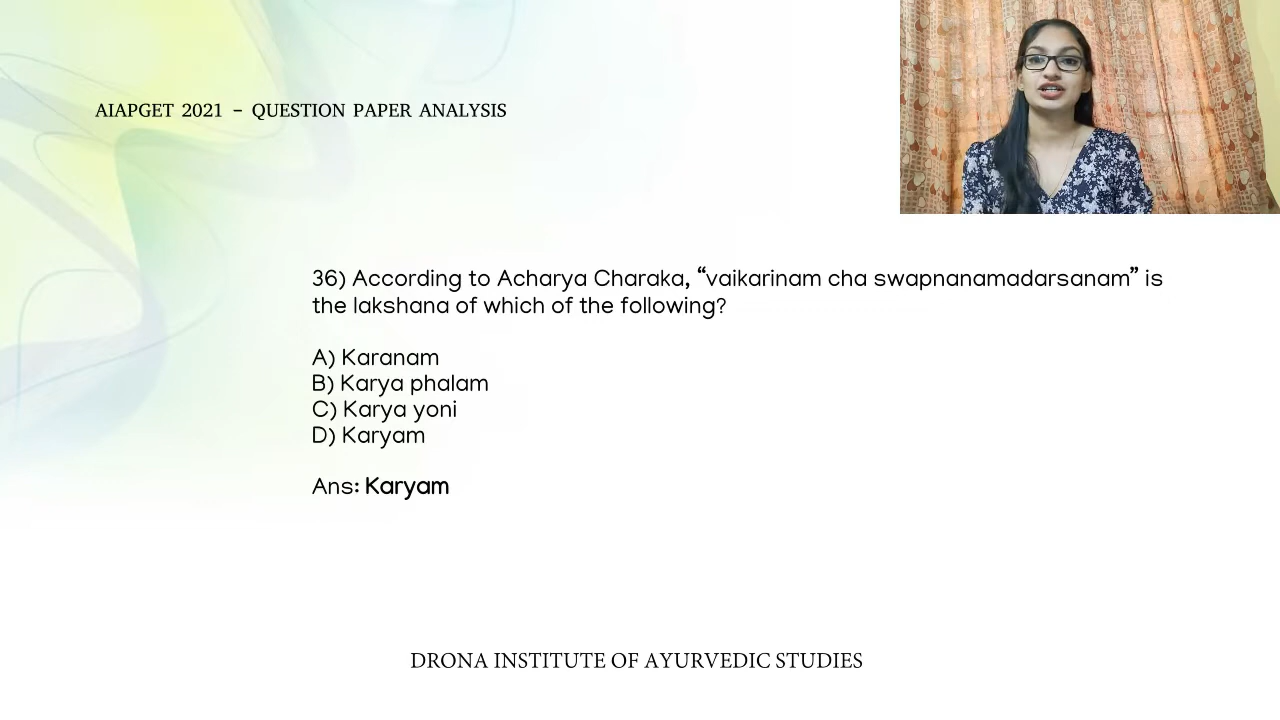 AIAPGET 2021 - QUESTION PAPER ANALYSIS
36) According to Acharya Charaka, “vaikarinam cha swapnanamadarsanam” is
the lakshana of which of the following?
A) Karanam
B) Karya phalam
C) Karya yoni
D) Karyam
Ans: Karyam
DRONA INSTITUTE OF AYURVEDIC STUDIES